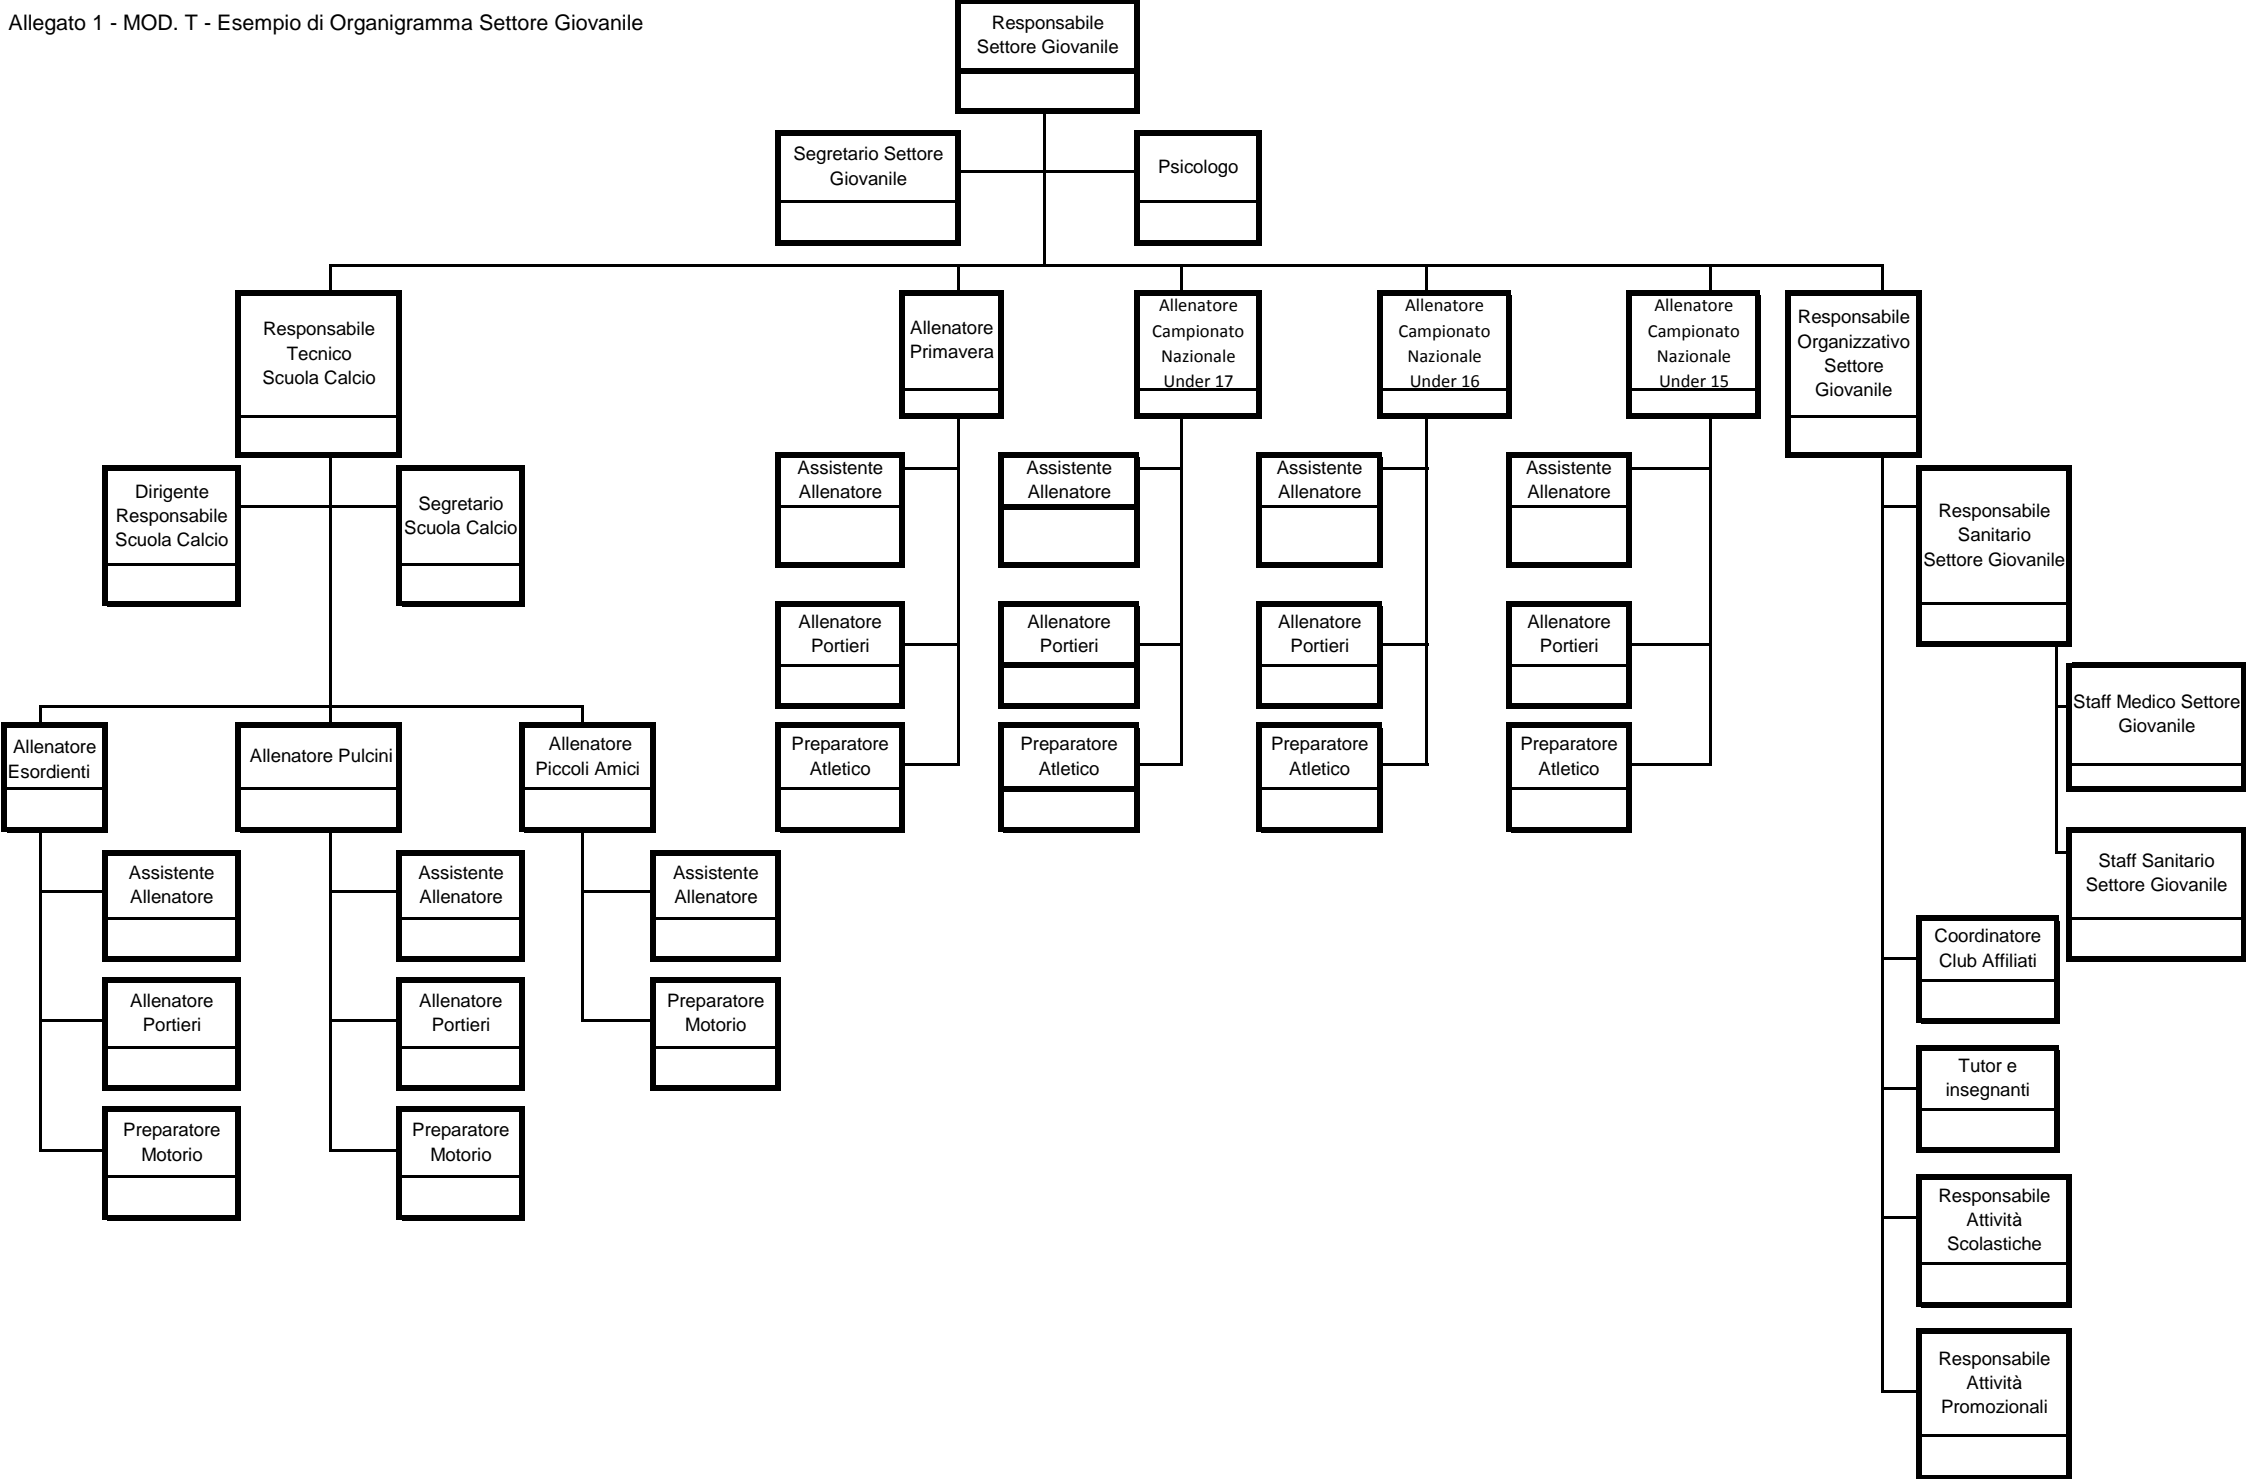 Allegato 1 - MOD. T - Esempio di Organigramma Settore Giovanile
Responsabile
Settore Giovanile
Segretario Settore
Giovanile
Psicologo
Responsabile
Tecnico
Scuola Calcio
Allenatore
Primavera
Allenatore
Campionato
Nazionale
Under 17
Allenatore
Campionato
Nazionale
Under 16
Allenatore
Campionato
Nazionale
Under 15
Responsabile
Organizzativo
Settore
Giovanile
Dirigente
Responsabile
Scuola Calcio
Segretario
Scuola Calcio
Assistente
Allenatore
Assistente
Allenatore
Assistente
Allenatore
Assistente
Allenatore
Responsabile
Sanitario
Settore Giovanile
Allenatore
Portieri
Allenatore
Portieri
Allenatore
Portieri
Allenatore
Portieri
Staff Medico Settore
Giovanile
Allenatore
Esordienti
Allenatore Pulcini
Allenatore
Piccoli Amici
Preparatore
Atletico
Preparatore
Atletico
Preparatore
Atletico
Preparatore
Atletico
Staff Sanitario
Settore Giovanile
Assistente
Allenatore
Assistente
Allenatore
Assistente
Allenatore
Coordinatore
Club Affiliati
Allenatore
Portieri
Allenatore
Portieri
Preparatore
Motorio
Tutor e
insegnanti
Preparatore
Motorio
Preparatore
Motorio
Responsabile
Attività
Scolastiche
Responsabile
Attività
Promozionali